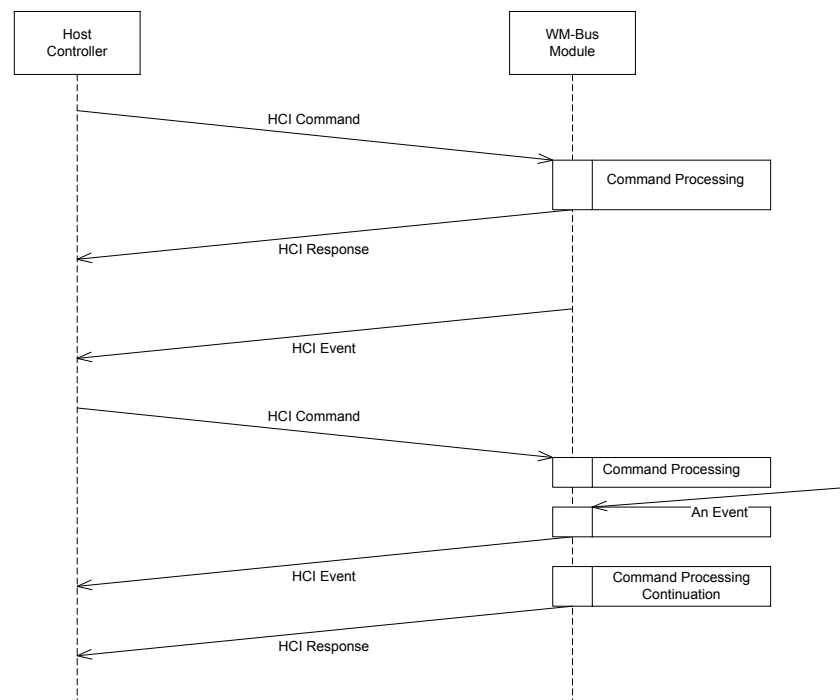 Host
Controller
WM-Bus
Module
HCI Command
Command Processing
HCI Response
HCI Event
HCI Command
Command Processing
An Event
HCI Event
Command Processing
Continuation
HCI Response